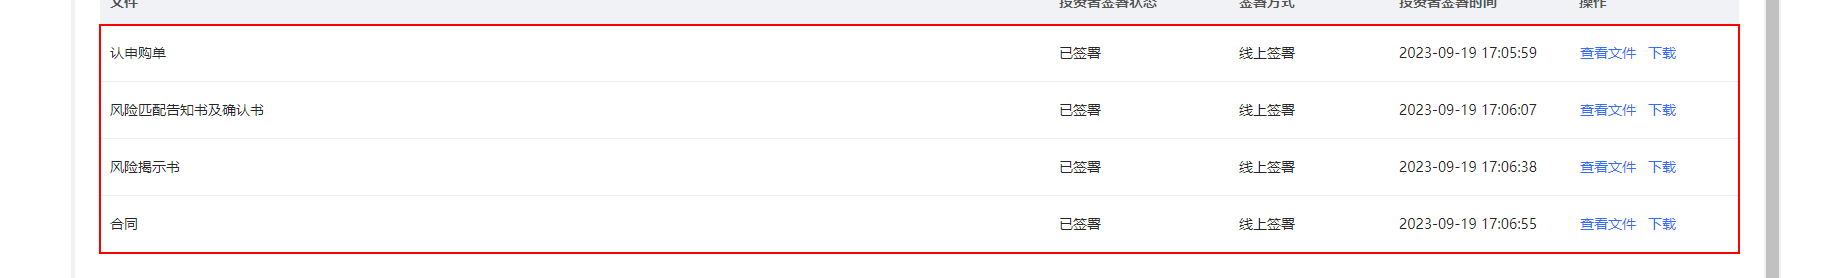 文件 投资者签署状态 签署方式 投资者签署时间 操作
认申购单 已签署 线上签署 2023-09-19 17:05:59 查看文件 下载
风险匹配告知书及确认书 已签署 线上签署 2023-09-19 17:06:07 查看文件 下载
风险揭示书 已签署 线上签署 2023-09-19 17:06:38 查看文件 下载
合同 已签署 线上签署 2023-09-19 17:06:55 查看文件 下载